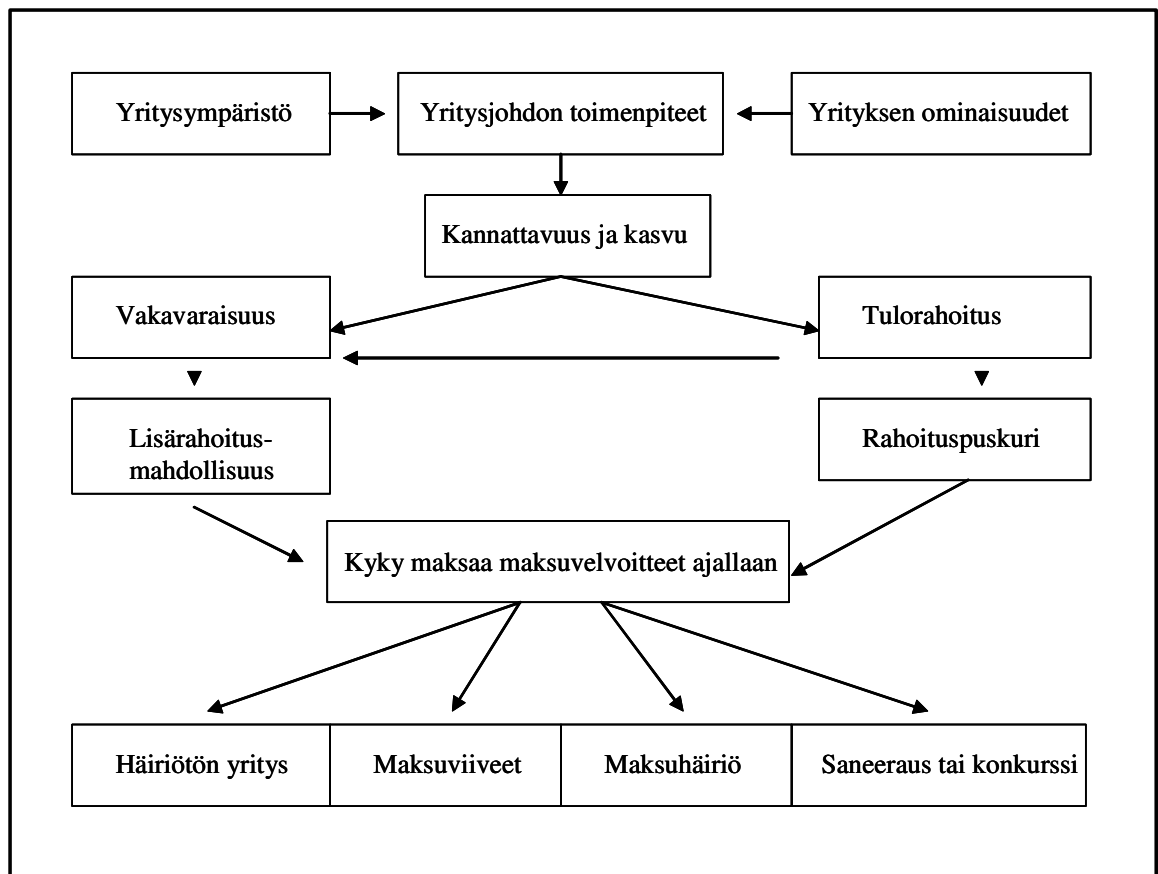 Yritysympäristö
Yritysjohdon toimenpiteet
Yrityksen ominaisuudet
Kannattavuus ja kasvu
Vakavaraisuus
Tulorahoitus
Lisärahoitus-
mahdollisuus
Rahoituspuskuri
Kyky maksaa maksuvelvoitteet ajallaan
Häiriötön yritys
Maksuviiveet
Maksuhäiriö
Saneeraus tai konkurssi